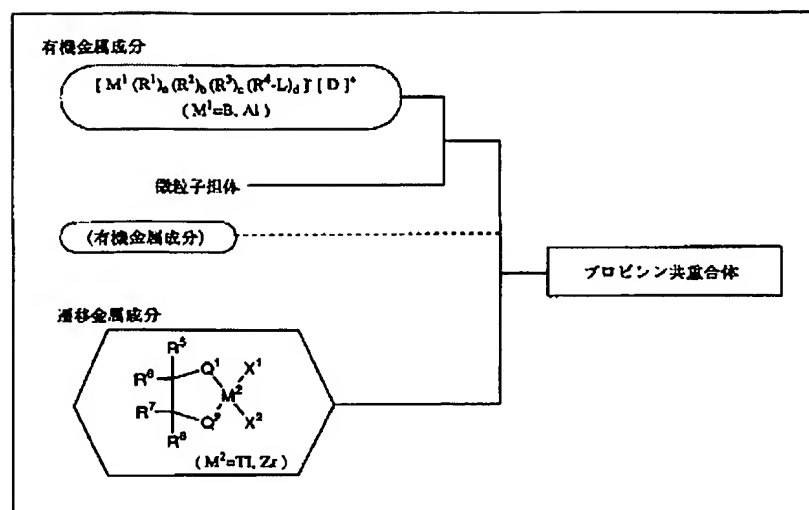 有機金属成分
[ M¹ (R¹)a (R²)b (R³)c (R⁴-L)d ]⁻ [ D ]⁺
(M¹=B, Al)
微粒子担体
(有機金属成分)
プロピレン共重合体
遷移金属成分
R⁵
R⁶ Q¹ X¹
M²
R⁷ Q² X²
R⁸
(M²=Ti, Zr)